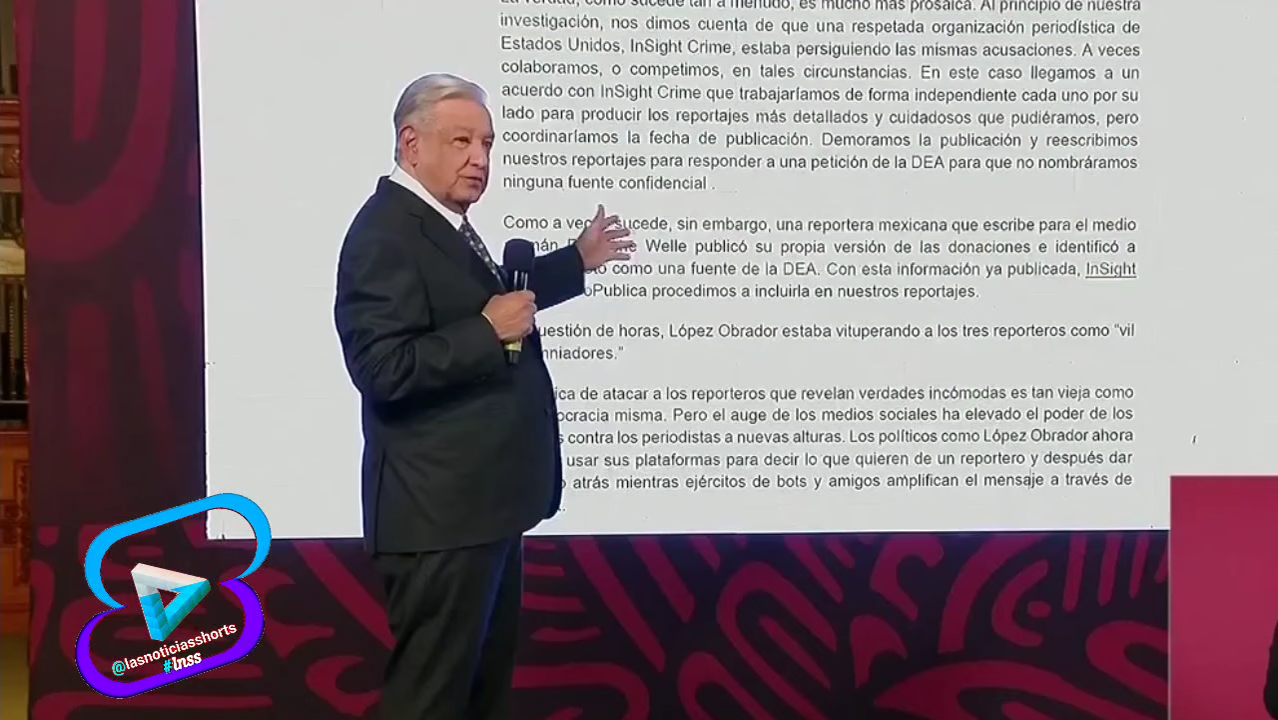 La verdad, como sucede tan a menudo, es mucho más prosaica. Al principio de nuestra
investigación, nos dimos cuenta de que una respetada organización periodística de
Estados Unidos, InSight Crime, estaba persiguiendo las mismas acusaciones. A veces
colaboramos, o competimos, en tales circunstancias. En este caso llegamos a un
acuerdo con InSight Crime que trabajaríamos de forma independiente cada uno por su
lado para producir los reportajes más detallados y cuidadosos que pudiéramos, pero
coordinaríamos la fecha de publicación. Demoramos la publicación y reescribimos
nuestros reportajes para responder a una petición de la DEA para que no nombráramos
ninguna fuente confidencial .
Como a sucede, sin embargo, una reportera mexicana que escribe para el medio
Welle publicó su propia versión de las donaciones e identificó a
como una fuente de la DEA. Con esta información ya publicada, InSight
oPublica procedimos a incluirla en nuestros reportajes.
uestión de horas, López Obrador estaba vituperando a los tres reporteros como “vil
nniadores.”
ica de atacar a los reporteros que revelan verdades incómodas es tan vieja como
ocracia misma. Pero el auge de los medios sociales ha elevado el poder de los
contra los periodistas a nuevas alturas. Los políticos como López Obrador ahora
usar sus plataformas para decir lo que quieren de un reportero y después dar
atrás mientras ejércitos de bots y amigos amplifican el mensaje a través de
@lasnoticiasshorts
#lnss